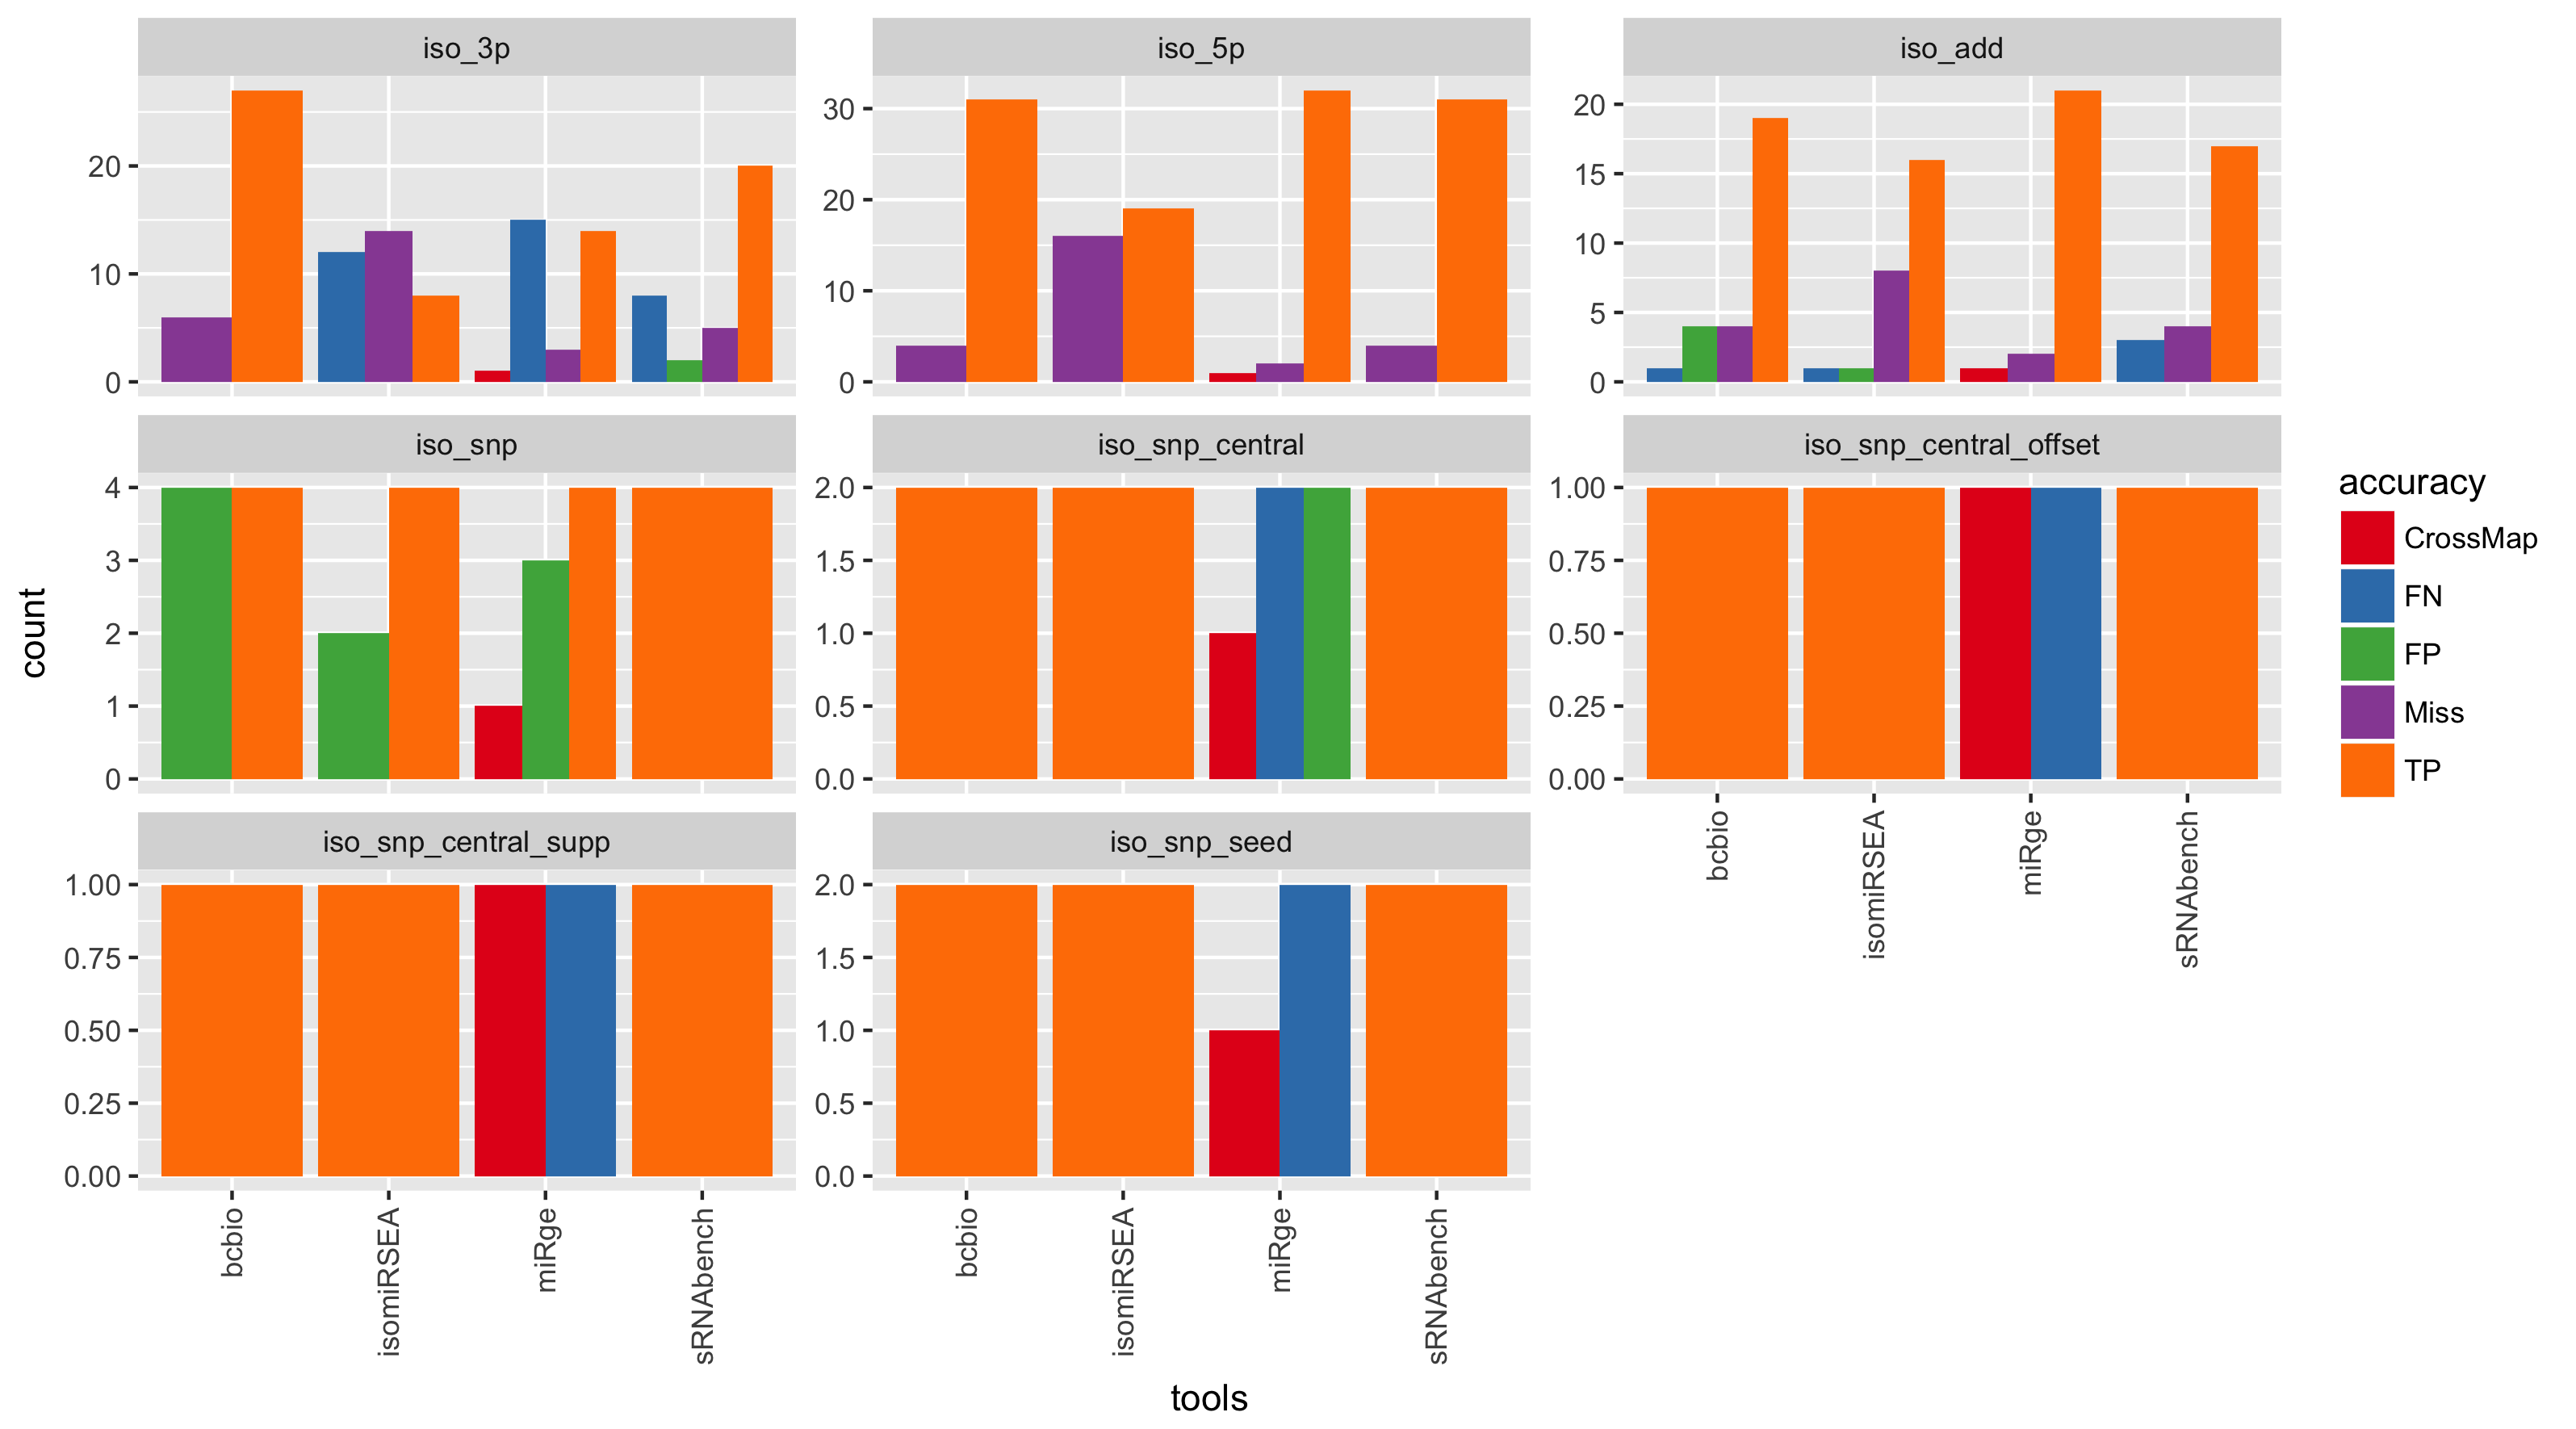 iso_3p
iso_5p
iso_add
20
10
0
30
20
10
0
20
15
10
5
0
iso_snp
iso_snp_central
iso_snp_central_offset
4
3
2
1
0
2.0
1.5
1.0
0.5
0.0
1.00
0.75
0.50
0.25
0.00
bcbio
isomiRSEA
miRge
sRNAbench
iso_snp_central_supp
iso_snp_seed
1.00
0.75
0.50
0.25
0.00
2.0
1.5
1.0
0.5
0.0
bcbio
isomiRSEA
miRge
sRNAbench
bcbio
isomiRSEA
miRge
sRNAbench
count
tools
accuracy
CrossMap
FN
FP
Miss
TP